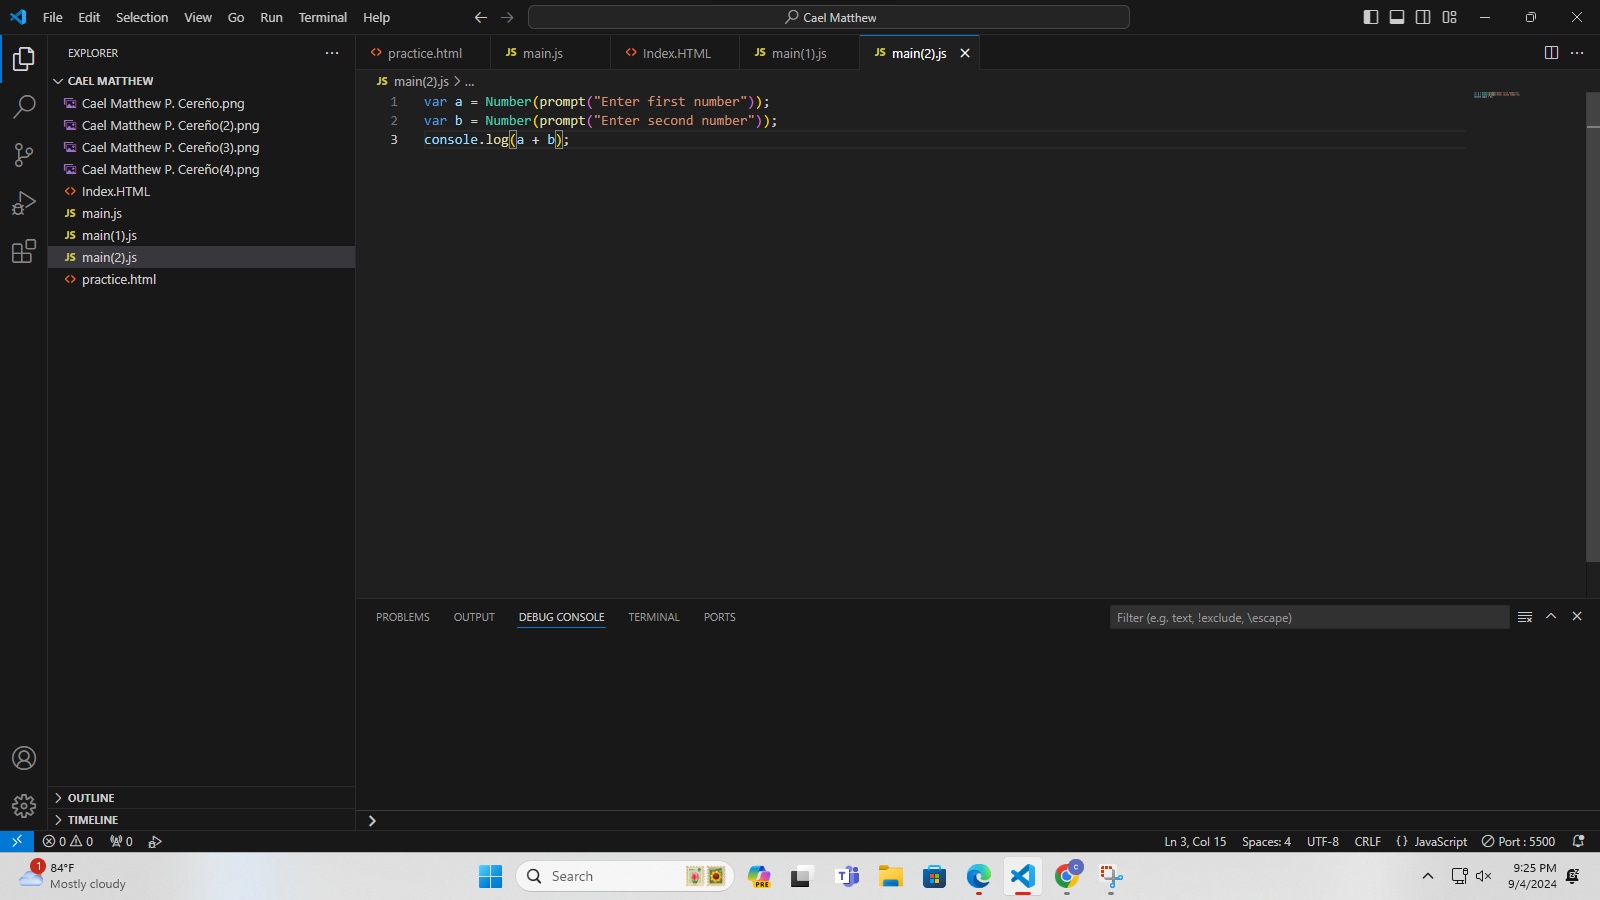 File Edit Selection View Go Run Terminal Help
Cael Matthew
EXPLORER
CAEL MATTHEW
Cael Matthew P. Cereño.png
Cael Matthew P. Cereño(2).png
Cael Matthew P. Cereño(3).png
Cael Matthew P. Cereño(4).png
<> Index.HTML
JS main.js
JS main(1).js
JS main(2).js
<> practice.html
OUTLINE
TIMELINE
<> practice.html JS main.js <> Index.HTML JS main(1).js JS main(2).js
JS main(2).js > ...
1 var a = Number(prompt("Enter first number"));
2 var b = Number(prompt("Enter second number"));
3 console.log(a + b);
PROBLEMS OUTPUT DEBUG CONSOLE TERMINAL PORTS
Filter (e.g. text, !exclude, \escape)
0 0 0
Ln 3, Col 15 Spaces: 4 UTF-8 CRLF {} JavaScript Port : 5500
1
84°F
Mostly cloudy
Search
PRE
C
9:25 PM
9/4/2024